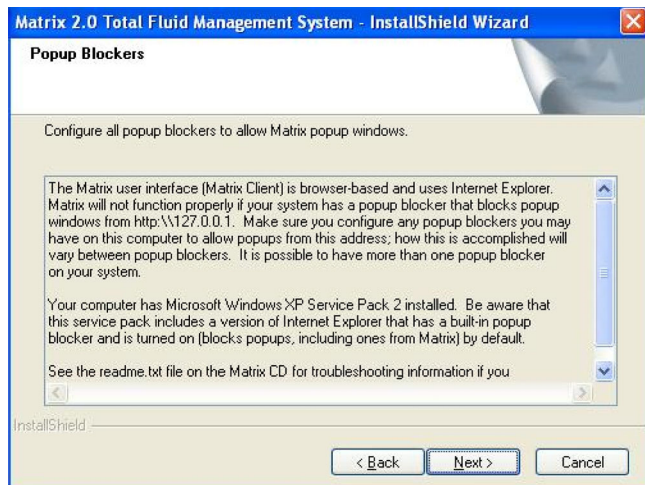 Matrix 2.0 Total Fluid Management System - InstallShield Wizard
Popup Blockers
Configure all popup blockers to allow Matrix popup windows.
The Matrix user interface (Matrix Client) is browser-based and uses Internet Explorer.
Matrix will not function properly if your system has a popup blocker that blocks popup
windows from http:\\127.0.0.1.  Make sure you configure any popup blockers you may
have on this computer to allow popups from this address; how this is accomplished will
vary between popup blockers.  It is possible to have more than one popup blocker
on your system.
Your computer has Microsoft Windows XP Service Pack 2 installed.  Be aware that
this service pack includes a version of Internet Explorer that has a built-in popup
blocker and is turned on (blocks popups, including ones from Matrix) by default.
See the readme.txt file on the Matrix CD for troubleshooting information if you
InstallShield
< Back Next > Cancel